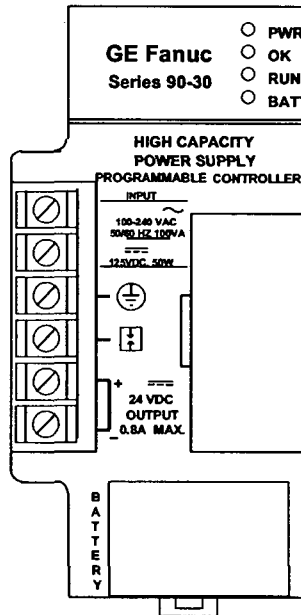 GE Fanuc
Series 90-30
PWR
OK
RUN
BATT
HIGH CAPACITY
POWER SUPPLY
PROGRAMMABLE CONTROLLER
INPUT
100-240 VAC
50/60 HZ 100VA
125VDC, 50W
+
24 VDC
OUTPUT
0.8A MAX.
-
BATTERY